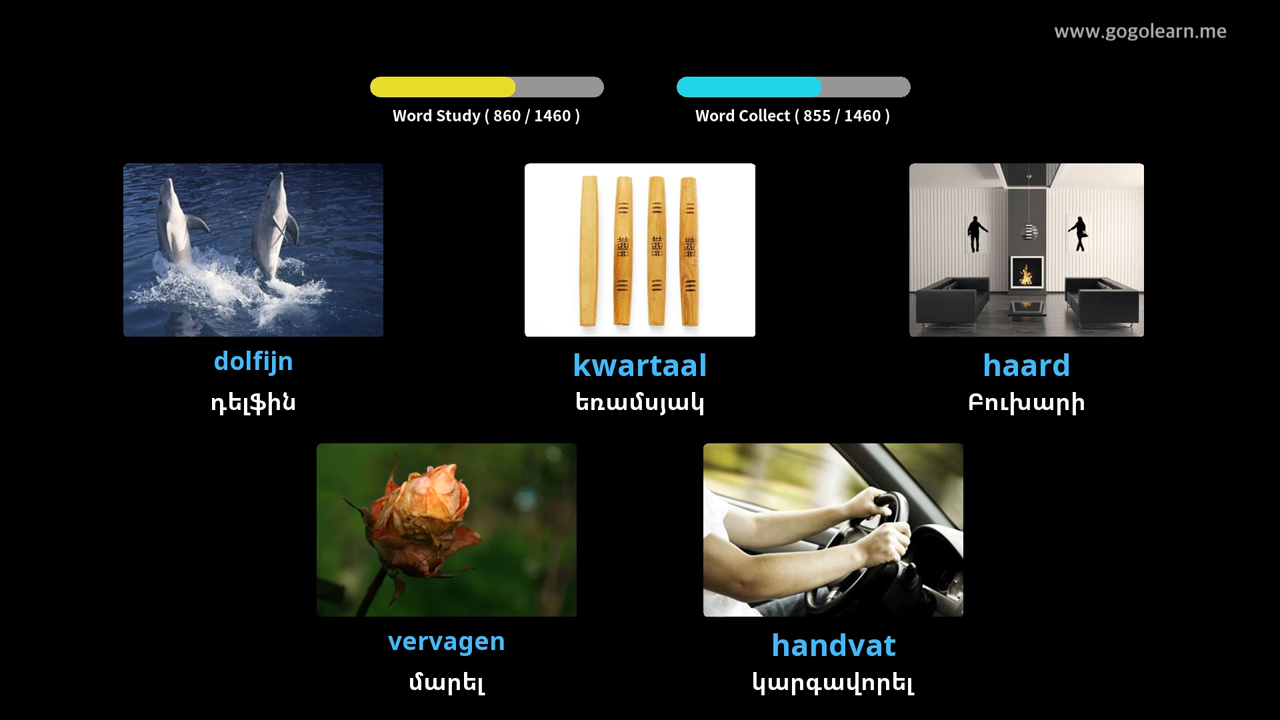 www.gogolearn.me
Word Study ( 860 / 1460 )
Word Collect ( 855 / 1460 )
dolfijn
դելֆին
kwartaal
եռամսյակ
haard
Բուխարի
vervagen
մարել
handvat
կարգավորել